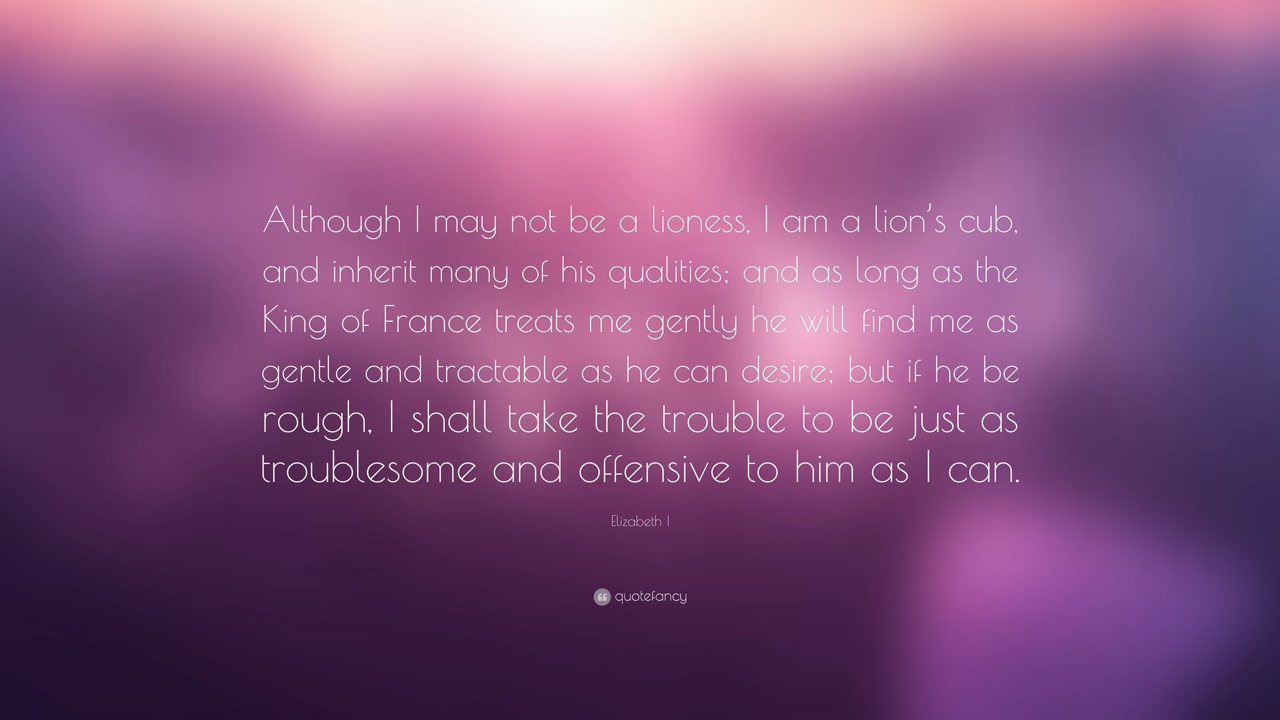 Although I may not be a lioness, I am a lion’s cub,
and inherit many of his qualities; and as long as the
King of France treats me gently he will find me as
gentle and tractable as he can desire; but if he be
rough, I shall take the trouble to be just as
troublesome and offensive to him as I can.
Elizabeth I
quotefancy